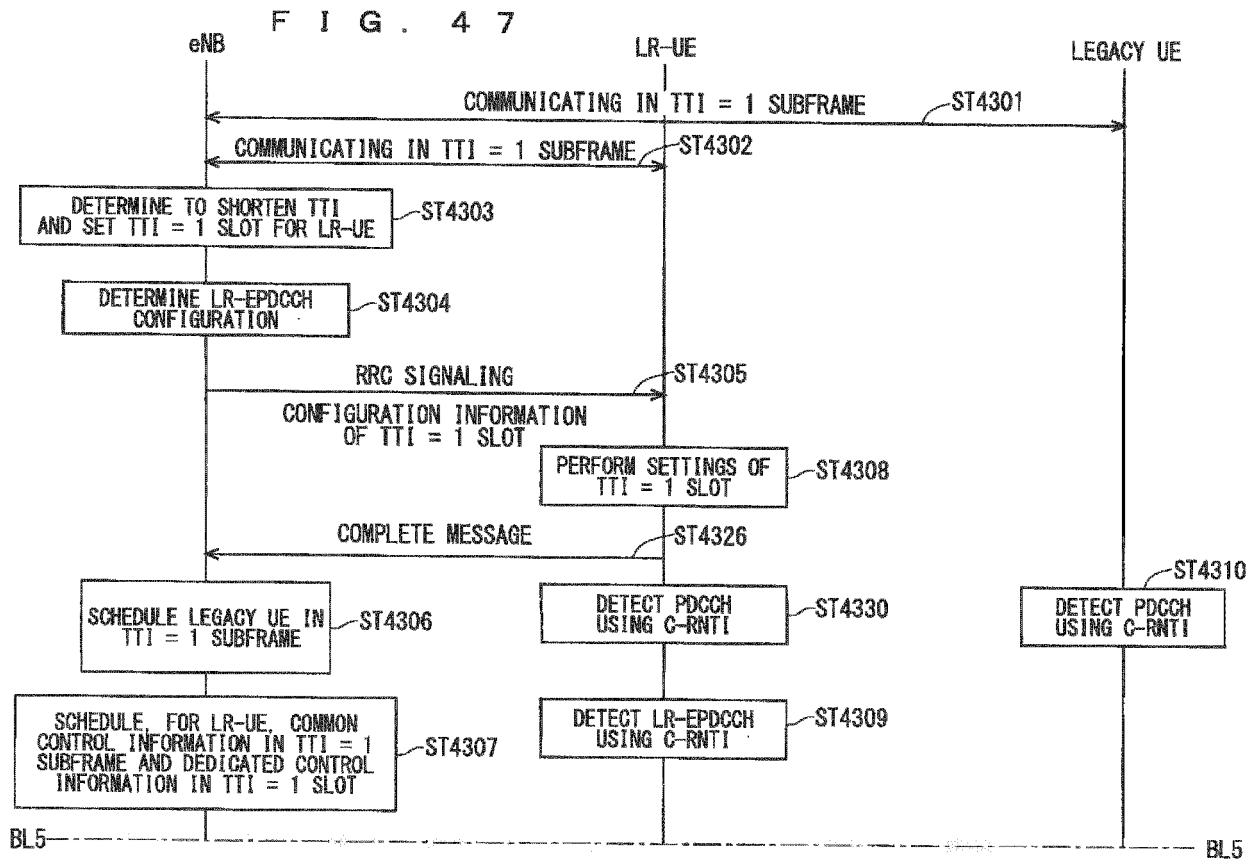 F I G . 4 7
eNB
LR-UE
LEGACY UE
COMMUNICATING IN TTI = 1 SUBFRAME
ST4301
COMMUNICATING IN TTI = 1 SUBFRAME
ST4302
DETERMINE TO SHORTEN TTI
AND SET TTI = 1 SLOT FOR LR-UE
ST4303
DETERMINE LR-EPDCCH
CONFIGURATION
ST4304
RRC SIGNALING
ST4305
CONFIGURATION INFORMATION
OF TTI = 1 SLOT
PERFORM SETTINGS OF
TTI = 1 SLOT
ST4308
COMPLETE MESSAGE
ST4326
SCHEDULE LEGACY UE IN
TTI = 1 SUBFRAME
ST4306
DETECT PDCCH
USING C-RNTI
ST4330
ST4310
DETECT PDCCH
USING C-RNTI
SCHEDULE, FOR LR-UE, COMMON
CONTROL INFORMATION IN TTI = 1
SUBFRAME AND DEDICATED CONTROL
INFORMATION IN TTI = 1 SLOT
ST4307
DETECT LR-EPDCCH
USING C-RNTI
ST4309
BL5
BL5